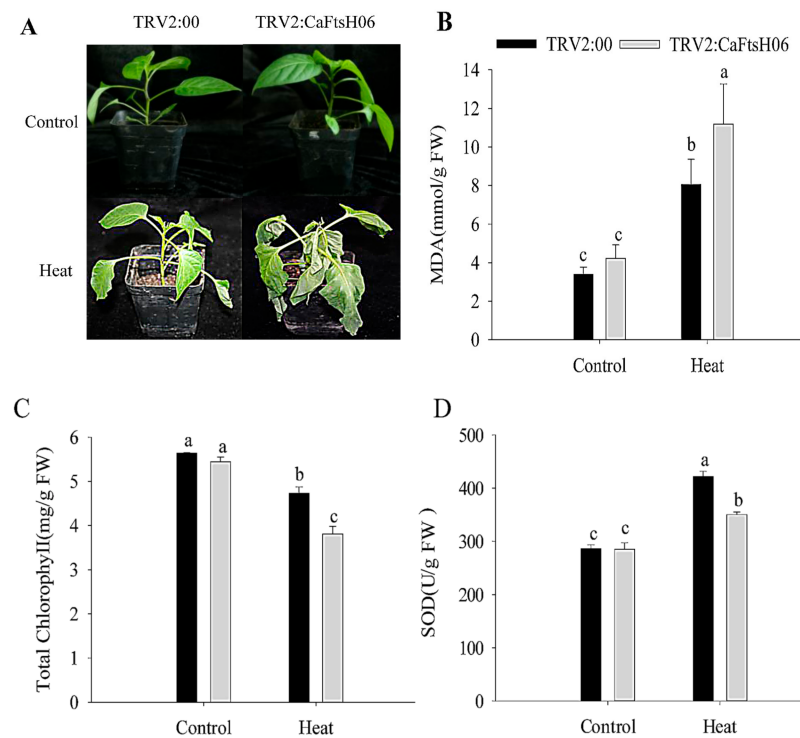 A
TRV2:00
TRV2:CaFtsH06
Control
Heat
B
TRV2:00
TRV2:CaFtsH06
MDA(mmol/g FW)
14
12
10
8
6
4
2
0
c
c
b
a
Control
Heat
C
Total Chlorophyll(mg/g FW)
6
5
4
3
2
1
0
a
a
b
c
Control
Heat
D
SOD(U/g FW )
500
400
300
200
100
0
c
c
a
b
Control
Heat